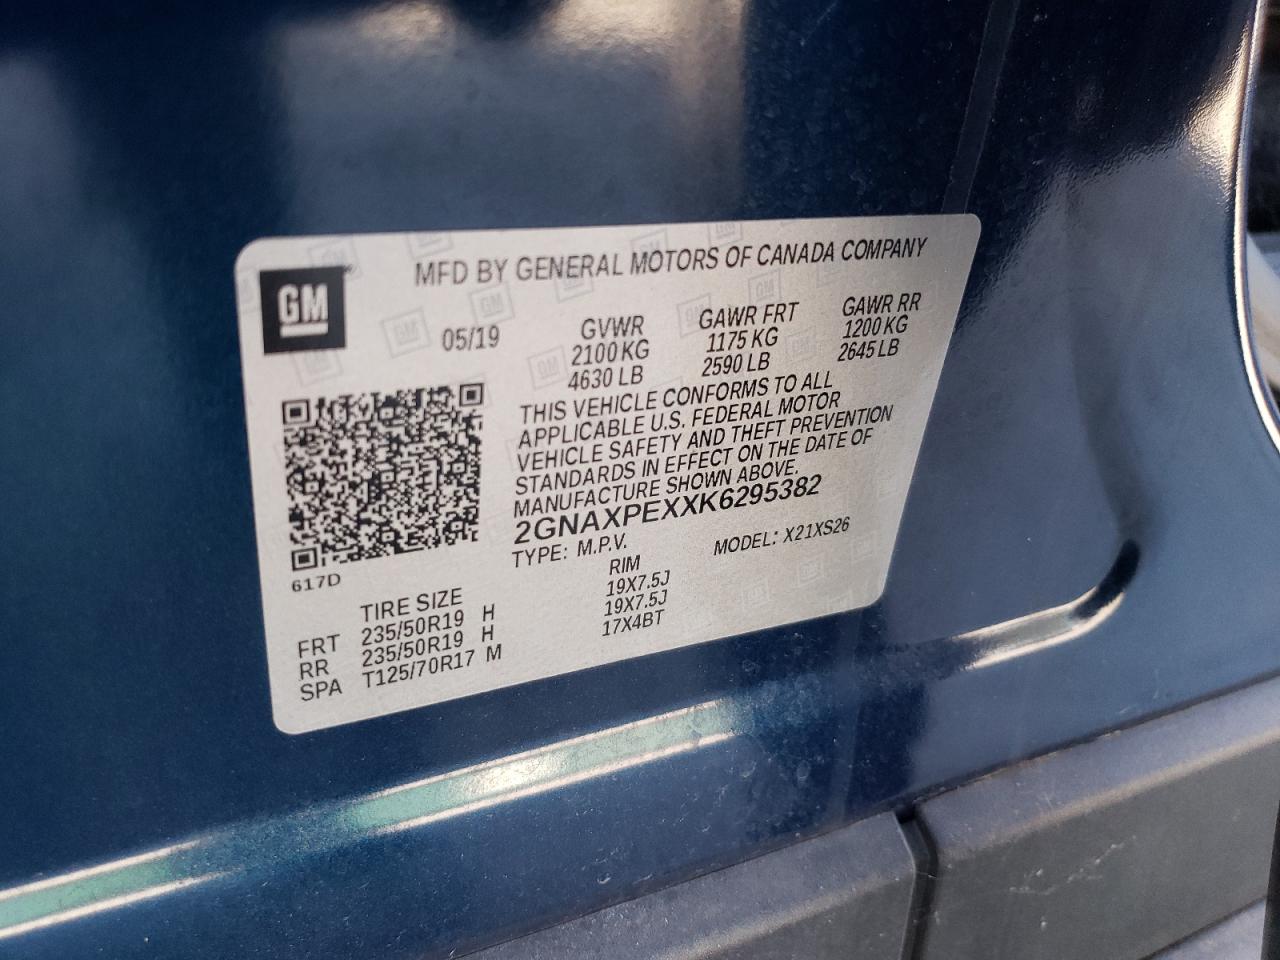 GM
MFD BY GENERAL MOTORS OF CANADA COMPANY
05/19 GVWR GAWR FRT GAWR RR
2100KG 1175 KG 1200 KG
4630 LB 2590 LB 2645 LB
THIS VEHICLE CONFORMS TO ALL
APPLICABLE U.S. FEDERAL MOTOR
VEHICLE SAFETY AND THEFT PREVENTION
STANDARDS IN EFFECT ON THE DATE OF
MANUFACTURE SHOWN ABOVE.
2GNAXPEXXK6295382
TYPE: M.P.V. MODEL: X21XS26
617D
TIRE SIZE RIM
FRT 235/50R19 H 19X7.5J
RR 235/50R19 H 19X7.5J
SPA T125/70R17 M 17X4BT